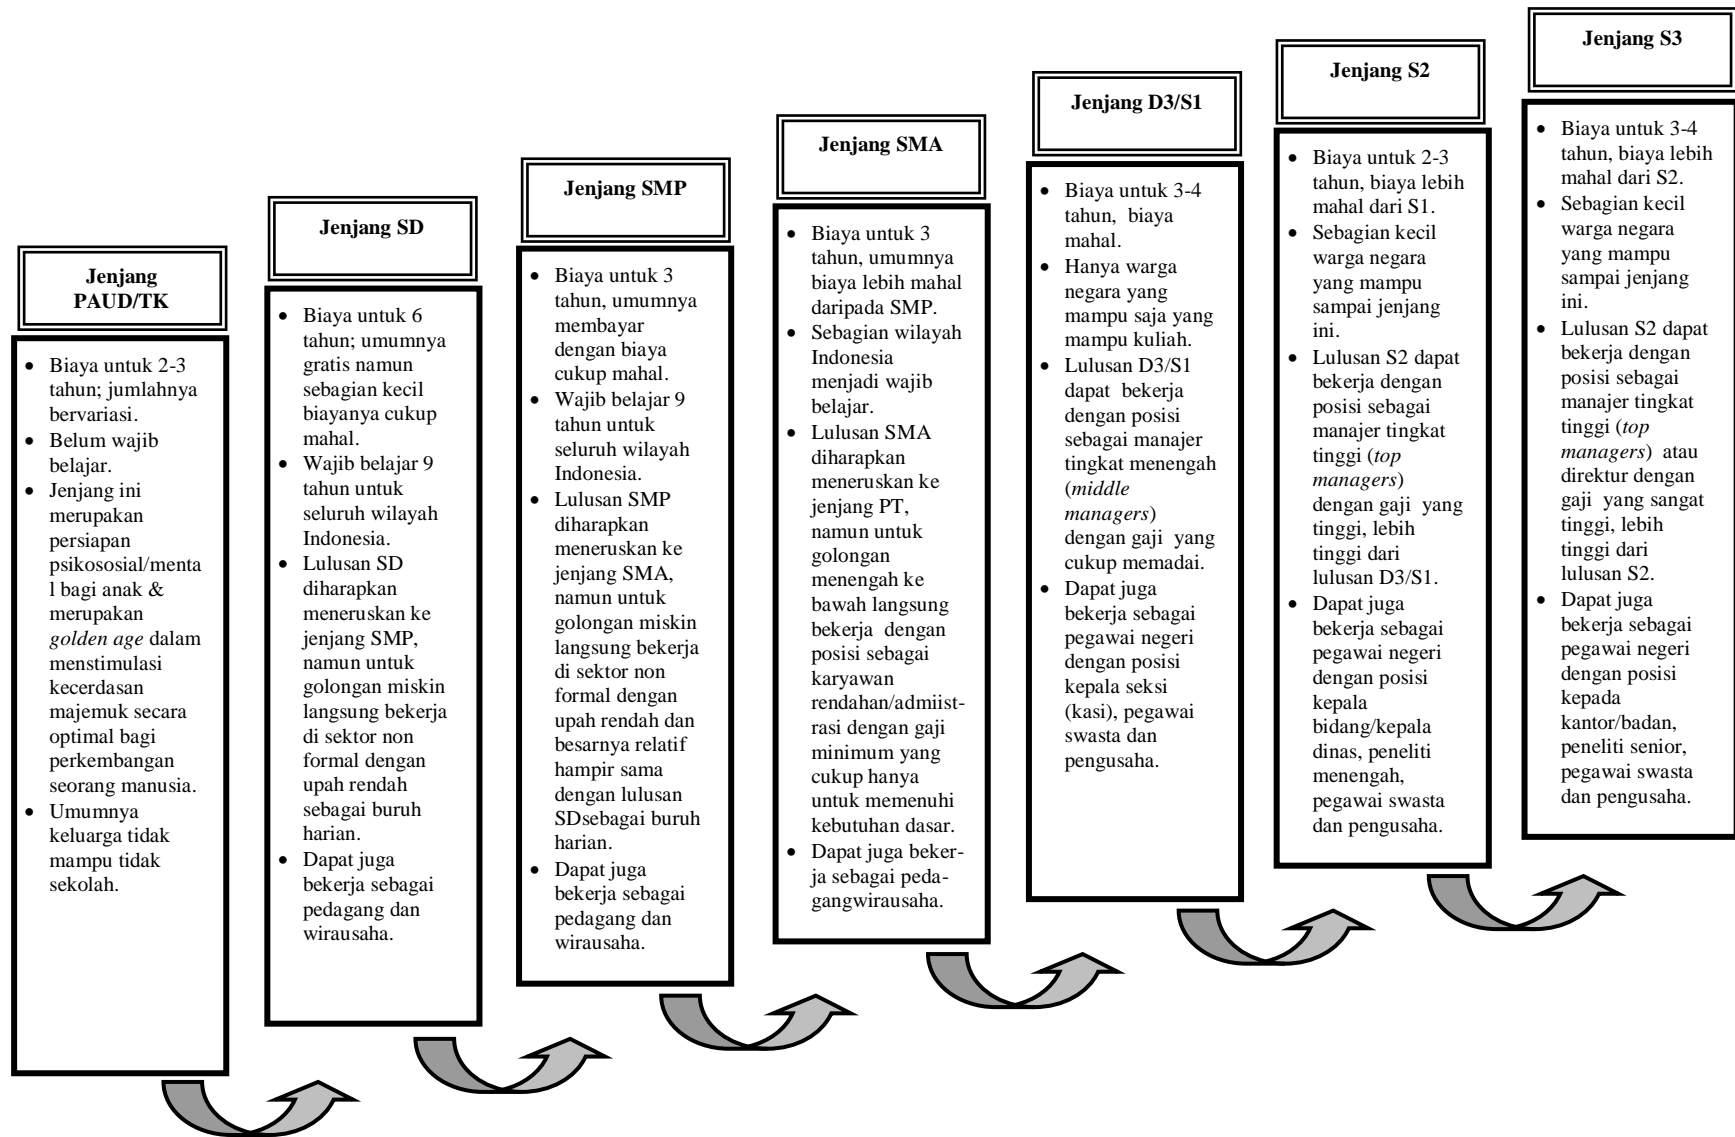 Jenjang
PAUD/TK
• Biaya untuk 2-3
tahun; jumlahnya
bervariasi.
• Belum wajib
belajar.
• Jenjang ini
merupakan
persiapan
psikososial/menta
l bagi anak &
merupakan
golden age dalam
menstimulasi
kecerdasan
majemuk secara
optimal bagi
perkembangan
seorang manusia.
• Umumnya
keluarga tidak
mampu tidak
sekolah.
Jenjang SD
• Biaya untuk 6
tahun; umumnya
gratis namun
sebagian kecil
biayanya cukup
mahal.
• Wajib belajar 9
tahun untuk
seluruh wilayah
Indonesia.
• Lulusan SD
diharapkan
meneruskan ke
jenjang SMP,
namun untuk
golongan miskin
langsung bekerja
di sektor non
formal dengan
upah rendah
sebagai buruh
harian.
• Dapat juga
bekerja sebagai
pedagang dan
wirausaha.
Jenjang SMP
• Biaya untuk 3
tahun, umumnya
membayar
dengan biaya
cukup mahal.
• Wajib belajar 9
tahun untuk
seluruh wilayah
Indonesia.
• Lulusan SMP
diharapkan
meneruskan ke
jenjang SMA,
namun untuk
golongan miskin
langsung bekerja
di sektor non
formal dengan
upah rendah dan
besarnya relatif
hampir sama
dengan lulusan
SDsebagai buruh
harian.
• Dapat juga
bekerja sebagai
pedagang dan
wirausaha.
Jenjang SMA
• Biaya untuk 3
tahun, umumnya
biaya lebih mahal
daripada SMP.
• Sebagian wilayah
Indonesia
menjadi wajib
belajar.
• Lulusan SMA
diharapkan
meneruskan ke
jenjang PT,
namun untuk
golongan
menengah ke
bawah langsung
bekerja dengan
posisi sebagai
karyawan
rendahan/admiist-
rasi dengan gaji
minimum yang
cukup hanya
untuk memenuhi
kebutuhan dasar.
• Dapat juga beker-
ja sebagai peda-
gangwirausaha.
Jenjang D3/S1
• Biaya untuk 3-4
tahun, biaya
mahal.
• Hanya warga
negara yang
mampu saja yang
mampu kuliah.
• Lulusan D3/S1
dapat bekerja
dengan posisi
sebagai manajer
tingkat menengah
(middle
managers)
dengan gaji yang
cukup memadai.
• Dapat juga
bekerja sebagai
pegawai negeri
dengan posisi
kepala seksi
(kasi), pegawai
swasta dan
pengusaha.
Jenjang S2
• Biaya untuk 2-3
tahun, biaya lebih
mahal dari S1.
• Sebagian kecil
warga negara
yang mampu
sampai jenjang
ini.
• Lulusan S2 dapat
bekerja dengan
posisi sebagai
manajer tingkat
tinggi (top
managers)
dengan gaji yang
tinggi, lebih
tinggi dari
lulusan D3/S1.
• Dapat juga
bekerja sebagai
pegawai negeri
dengan posisi
kepala
bidang/kepala
dinas, peneliti
menengah,
pegawai swasta
dan pengusaha.
Jenjang S3
• Biaya untuk 3-4
tahun, biaya lebih
mahal dari S2.
• Sebagian kecil
warga negara
yang mampu
sampai jenjang
ini.
• Lulusan S2 dapat
bekerja dengan
posisi sebagai
manajer tingkat
tinggi (top
managers) atau
direktur dengan
gaji yang sangat
tinggi, lebih
tinggi dari
lulusan S2.
• Dapat juga
bekerja sebagai
pegawai negeri
dengan posisi
kepada
kantor/badan,
peneliti senior,
pegawai swasta
dan pengusaha.